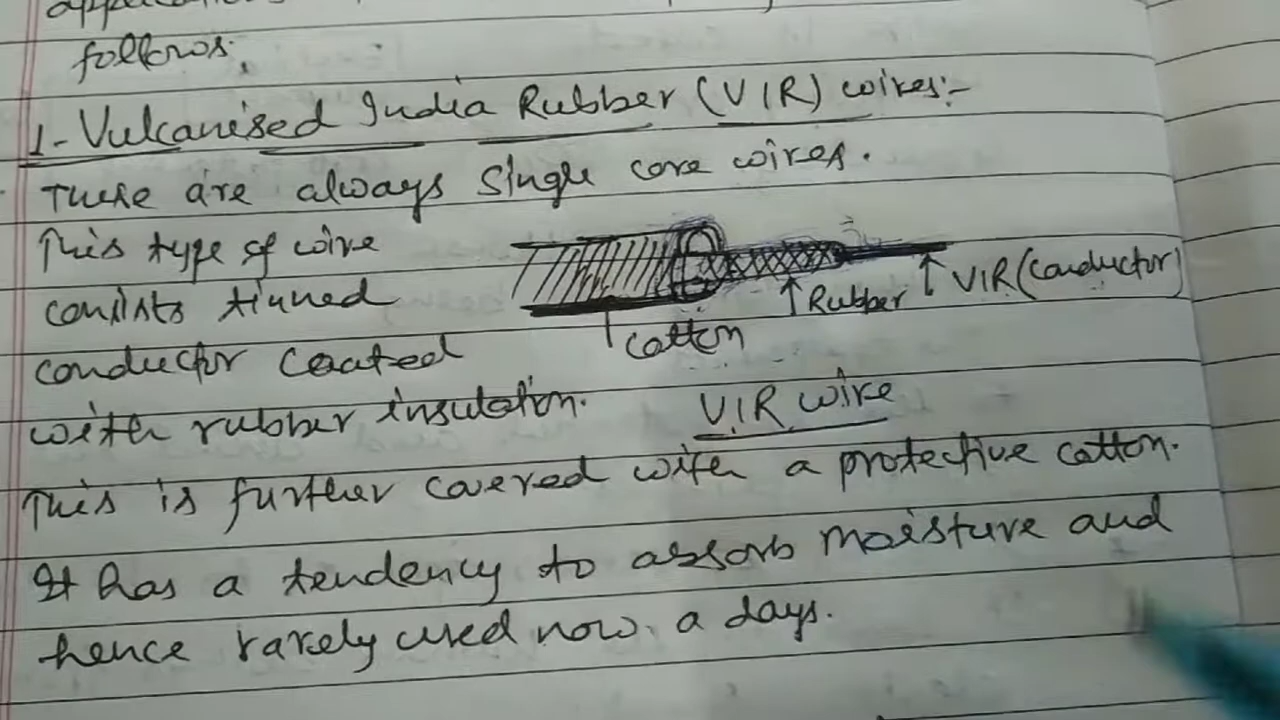 follows.
1- Vulcanised India Rubber (VIR) wires:-
These are always single core wires.
This type of wire
consists tinned
conductor coated
with rubber insulation.
VIR (conductor)
Rubber
cotton
VIR wire
This is further covered with a protective cotton.
It has a tendency to absorb moisture and
hence rarely used now a days.